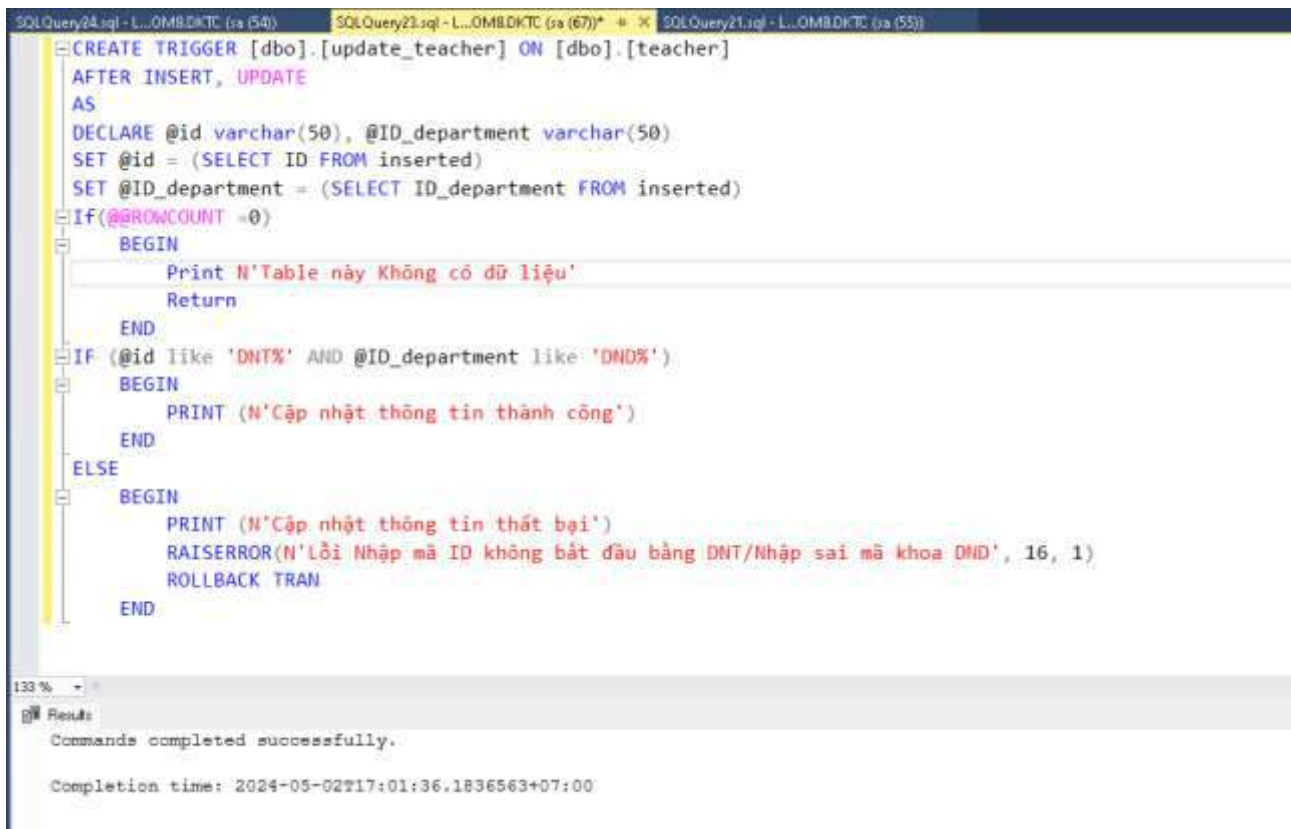 SQLQuery24.sql - L...OMB.DKTC (sa (54))
SQLQuery23.sql - L...OMB.DKTC (sa (67))*
SQLQuery21.sql - L...OMB.DKTC (sa (55))
CREATE TRIGGER [dbo].[update_teacher] ON [dbo].[teacher]
AFTER INSERT, UPDATE
AS
DECLARE @id varchar(50), @ID_department varchar(50)
SET @id = (SELECT ID FROM inserted)
SET @ID_department = (SELECT ID_department FROM inserted)
If(@@ROWCOUNT =0)
BEGIN
Print N'Table này Không có dữ liệu'
Return
END
IF (@id like 'DNT%' AND @ID_department like 'DND%')
BEGIN
PRINT (N'Cập nhật thông tin thành công')
END
ELSE
BEGIN
PRINT (N'Cập nhật thông tin thất bại')
RAISERROR(N'Lỗi Nhập mã ID không bắt đầu bằng DNT/Nhập sai mã khoa DND', 16, 1)
ROLLBACK TRAN
END
133 %
Results
Commands completed successfully.
Completion time: 2024-05-02T17:01:36.1836563+07:00